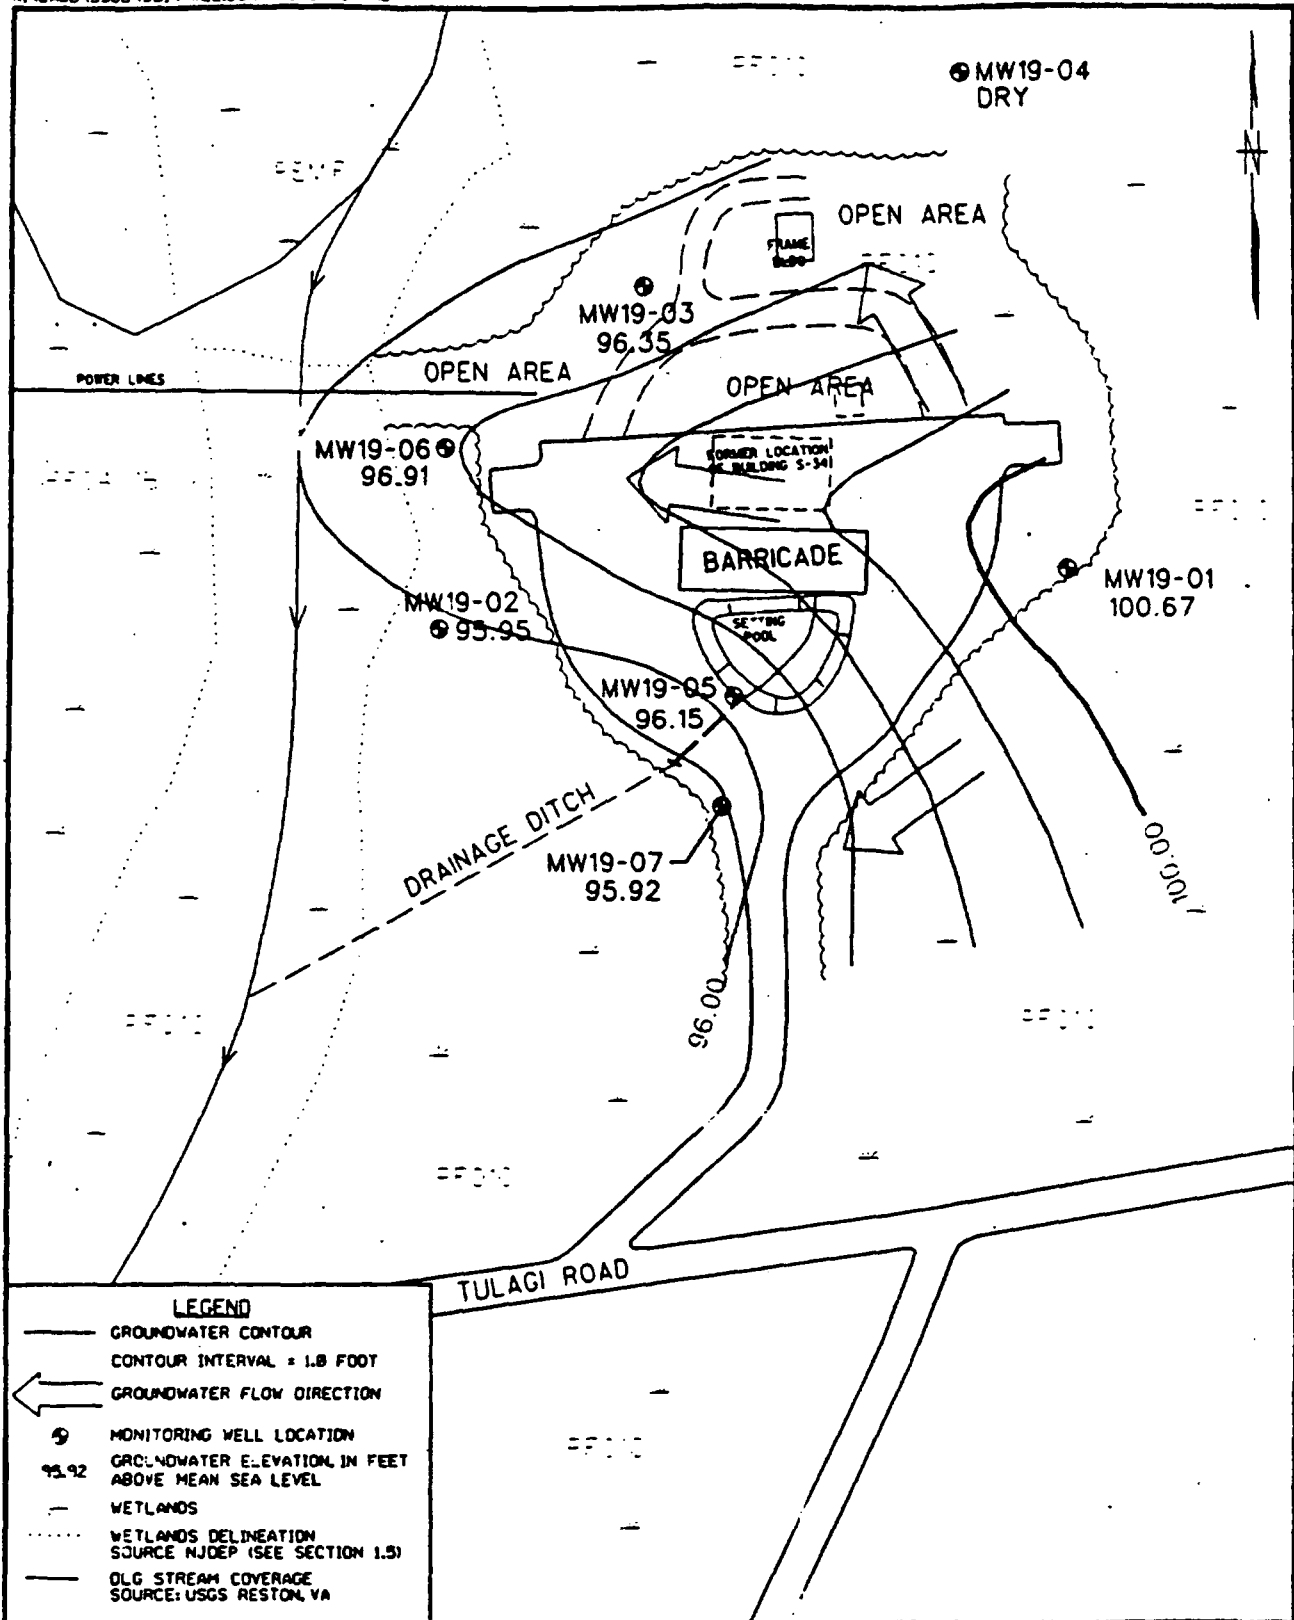 MW19-04
DRY
N
OPEN AREA
FRAME
BLDG
MW19-03
96.35
POWER LINES
OPEN AREA
OPEN AREA
MW19-06
96.91
FORMER LOCATION
OF BUILDING S-34
BARRICADE
MW19-01
100.67
MW19-02
95.95
SETTING
POOL
MW19-05
96.15
DRAINAGE DITCH
MW19-07
95.92
100.00
96.00
TULAGI ROAD
LEGEND
GROUNDWATER CONTOUR
CONTOUR INTERVAL = 1.0 FOOT
GROUNDWATER FLOW DIRECTION
MONITORING WELL LOCATION
95.92
GROUNDWATER ELEVATION, IN FEET
ABOVE MEAN SEA LEVEL
WETLANDS
WETLANDS DELINEATION
SOURCE NJDEP (SEE SECTION 1.5)
DLG STREAM COVERAGE
SOURCE: USGS RESTON, VA